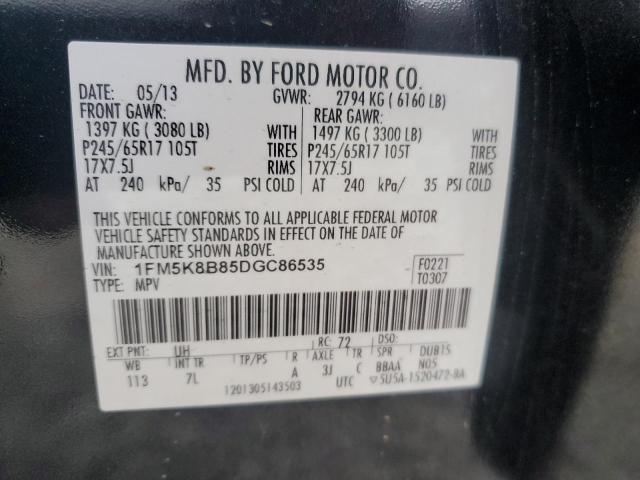 MFD. BY FORD MOTOR CO.
DATE: 05/13 GVWR: 2794 KG ( 6160 LB)
FRONT GAWR: REAR GAWR:
1397 KG ( 3080 LB) WITH 1497 KG ( 3300 LB) WITH
P245/65R17 105T TIRES P245/65R17 105T TIRES
17X7.5J RIMS 17X7.5J RIMS
AT 240 kPa/ 35 PSI COLD AT 240 kPa/ 35 PSI COLD
THIS VEHICLE CONFORMS TO ALL APPLICABLE FEDERAL MOTOR
VEHICLE SAFETY STANDARDS IN EFFECT ON THE DATE OF
MANUFACTURE SHOWN ABOVE.
VIN: 1FM5K8B85DGC86535 F0221
TYPE: MPV T0307
EXT PNT: UH RC: 72 DSO:
WB INT TR TP/PS R AXLE TR SPR DUB15
113 7L A 3J C BBAA N05
1201305143503 UTC 5U5A-1520472-BA